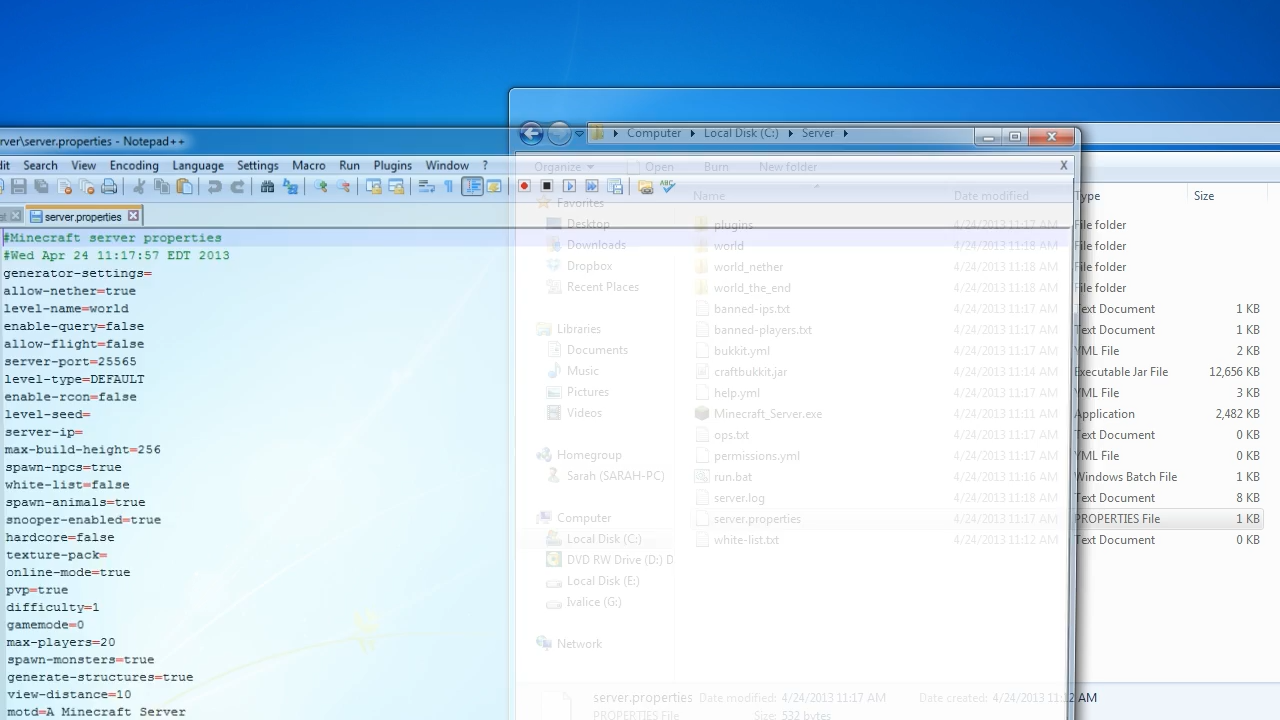 Computer Local Disk (C:) Server
rver\server.properties - Notepad++
dit Search View Encoding Language Settings Macro Run Plugins Window ? X
Organize Open Burn New folder
server.properties
Name Date modified Type Size
#Minecraft server properties
#Wed Apr 24 11:17:57 EDT 2013
generator-settings=
allow-nether=true
level-name=world
enable-query=false
allow-flight=false
server-port=25565
level-type=DEFAULT
enable-rcon=false
level-seed=
server-ip=
max-build-height=256
spawn-npcs=true
white-list=false
spawn-animals=true
snooper-enabled=true
hardcore=false
texture-pack=
online-mode=true
pvp=true
difficulty=1
gamemode=0
max-players=20
spawn-monsters=true
generate-structures=true
view-distance=10
motd=A Minecraft Server
Favorites
Desktop
Downloads
Dropbox
Recent Places
Libraries
Documents
Music
Pictures
Videos
Homegroup
Sarah (SARAH-PC)
Computer
Local Disk (C:)
DVD RW Drive (D:) D
Local Disk (E:)
Ivalice (G:)
Network
plugins 4/24/2013 11:17 AM File folder
world 4/24/2013 11:18 AM File folder
world_nether 4/24/2013 11:18 AM File folder
world_the_end 4/24/2013 11:18 AM File folder
banned-ips.txt 4/24/2013 11:17 AM Text Document 1 KB
banned-players.txt 4/24/2013 11:17 AM Text Document 1 KB
bukkit.yml 4/24/2013 11:17 AM YML File 2 KB
craftbukkit.jar 4/24/2013 11:14 AM Executable Jar File 12,656 KB
help.yml 4/24/2013 11:17 AM YML File 3 KB
Minecraft_Server.exe 4/24/2013 11:11 AM Application 2,482 KB
ops.txt 4/24/2013 11:17 AM Text Document 0 KB
permissions.yml 4/24/2013 11:17 AM YML File 0 KB
run.bat 4/24/2013 11:16 AM Windows Batch File 1 KB
server.log 4/24/2013 11:18 AM Text Document 8 KB
server.properties 4/24/2013 11:17 AM PROPERTIES File 1 KB
white-list.txt 4/24/2013 11:12 AM Text Document 0 KB
server.properties Date modified: 4/24/2013 11:17 AM Date created: 4/24/2013 11:12 AM
PROPERTIES File Size: 532 bytes